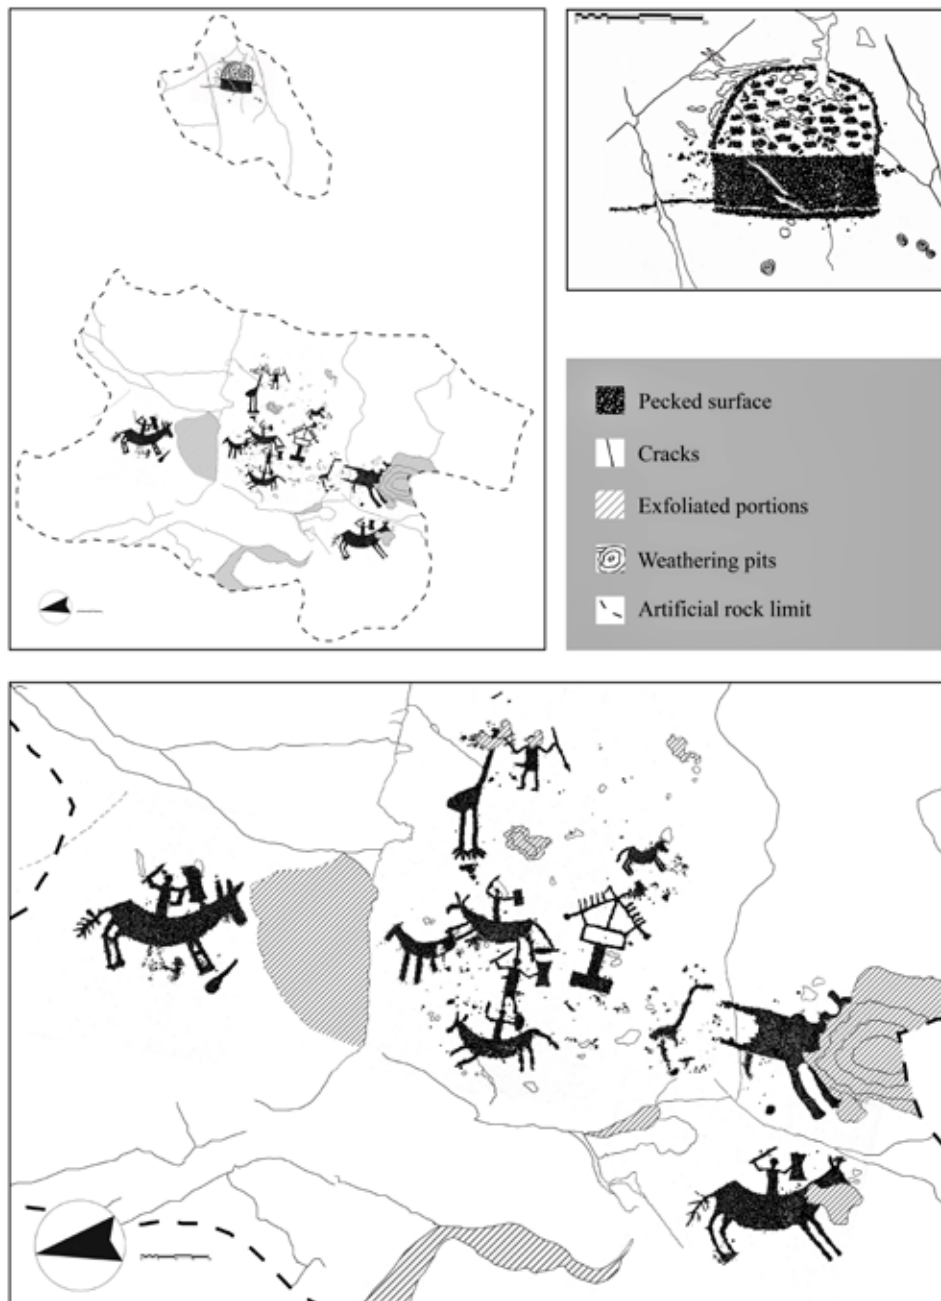 Pecked surface
Cracks
Exfoliated portions
Weathering pits
Artificial rock limit